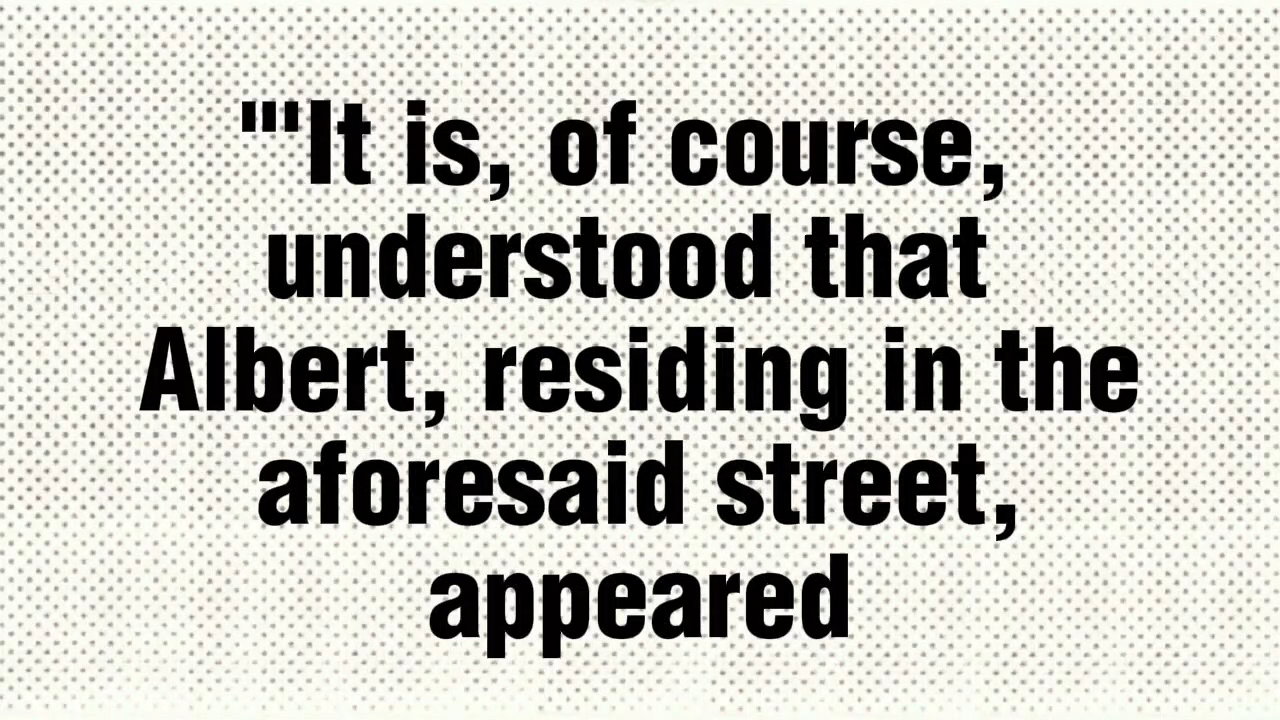 "'It is, of course,
understood that
Albert, residing in the
aforesaid street,
appeared